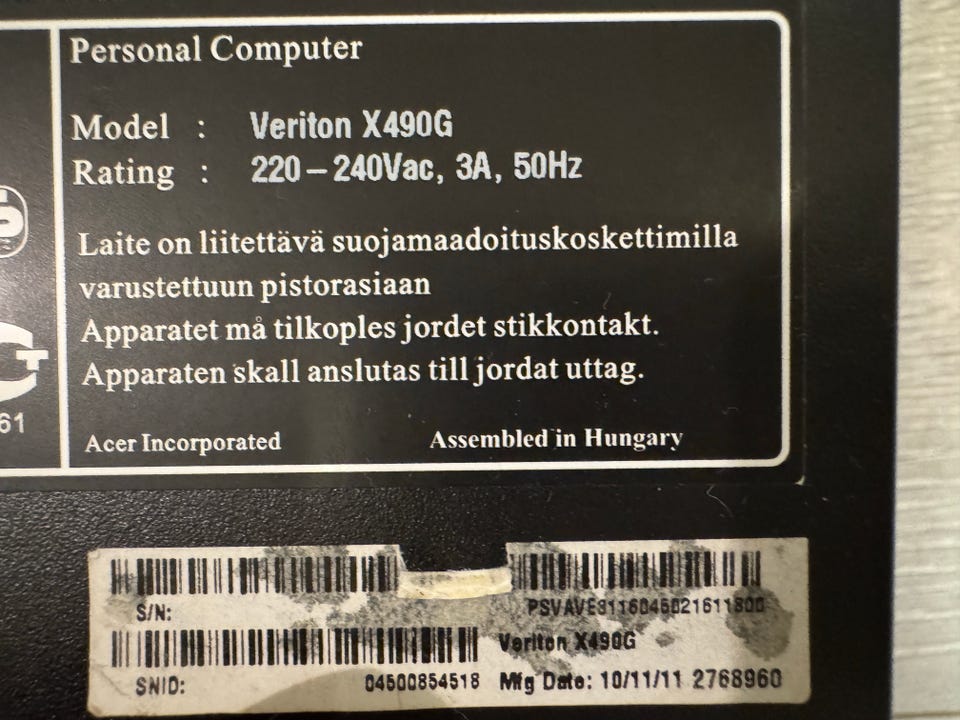 Personal Computer
Model : Veriton X490G
Rating : 220–240Vac, 3A, 50Hz
Laite on liitettävä suojamaadoituskoskettimilla
varustettuun pistorasiaan
Apparatet må tilkoples jordet stikkontakt.
Apparaten skall anslutas till jordat uttag.
61
Acer Incorporated Assembled in Hungary
S/N:
Veriton X490G
SNID: 04500854518 Mfg Date: 10/11/11 2768960